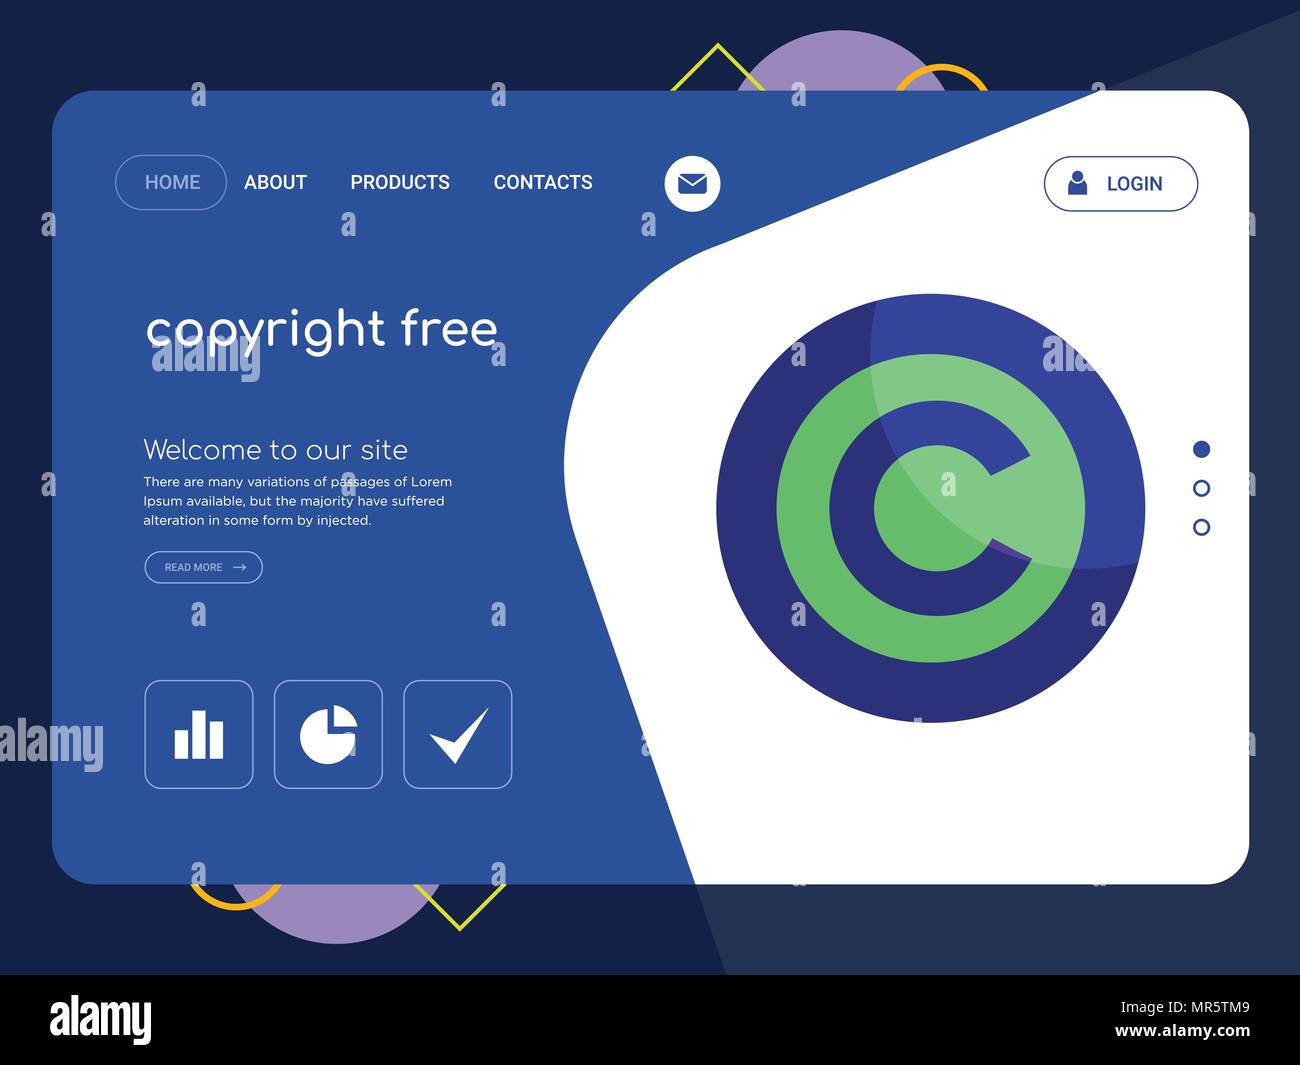 HOME ABOUT PRODUCTS CONTACTS LOGIN
copyright free
Welcome to our site
There are many variations of passages of Lorem
Ipsum available, but the majority have suffered
alteration in some form by injected.
READ MORE
a a a a
a a a a a
alamy alamy
a
a a a
a a a a
alamy a a a
a a a a
alamy
Image ID: MR5TM9
www.alamy.com